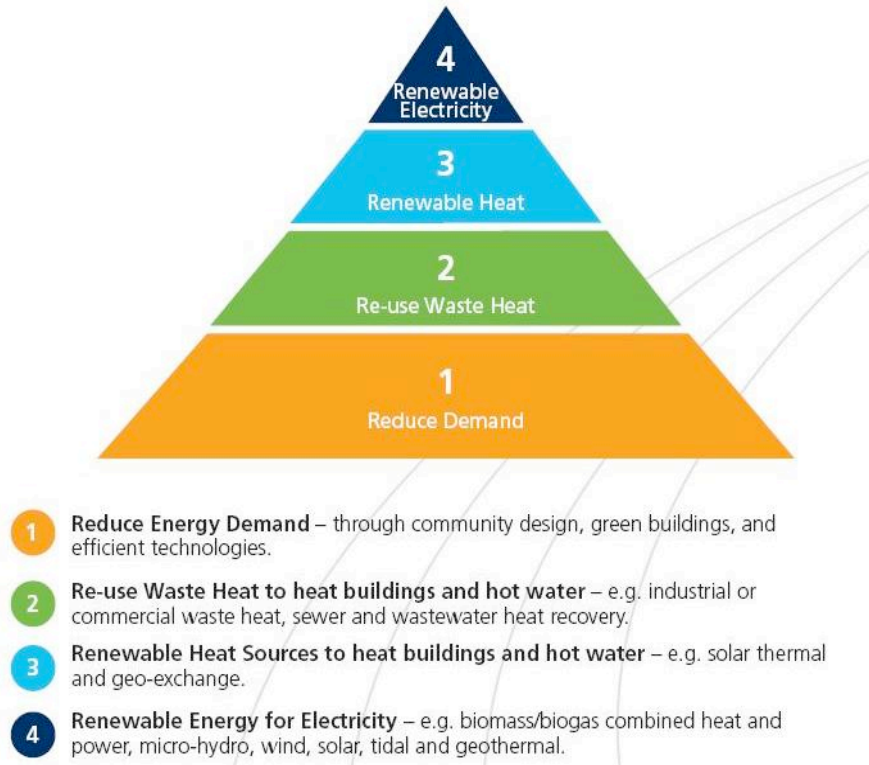 4
Renewable
Electricity
3
Renewable Heat
2
Re-use Waste Heat
1
Reduce Demand
1 Reduce Energy Demand – through community design, green buildings, and
efficient technologies.
2 Re-use Waste Heat to heat buildings and hot water – e.g. industrial or
commercial waste heat, sewer and wastewater heat recovery.
3 Renewable Heat Sources to heat buildings and hot water – e.g. solar thermal
and geo-exchange.
4 Renewable Energy for Electricity – e.g. biomass/biogas combined heat and
power, micro-hydro, wind, solar, tidal and geothermal.